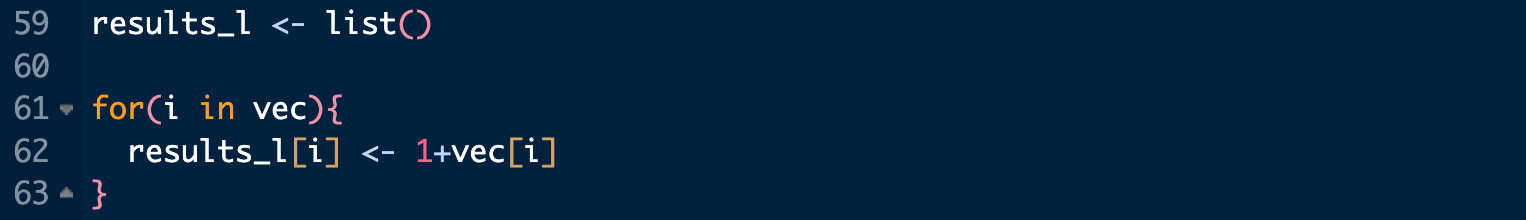 59 results_l <- list()
60
61 for(i in vec){
62   results_l[i] <- 1+vec[i]
63 }